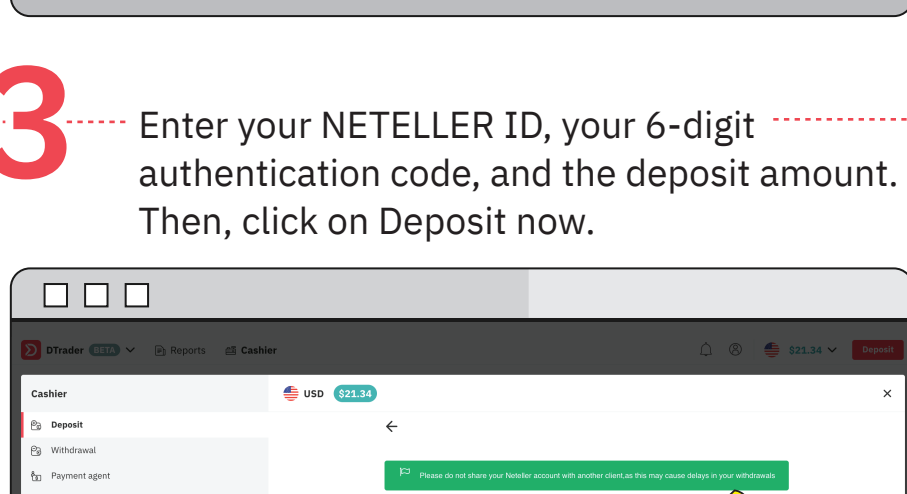 3
Enter your NETELLER ID, your 6-digit
authentication code, and the deposit amount.
Then, click on Deposit now.
DTrader BETA Reports Cashier $21.34 Deposit
Cashier USD $21.34
Deposit
Withdrawal
Please do not share your Neteller account with another client,as this may cause delays in your withdrawals
Payment agent